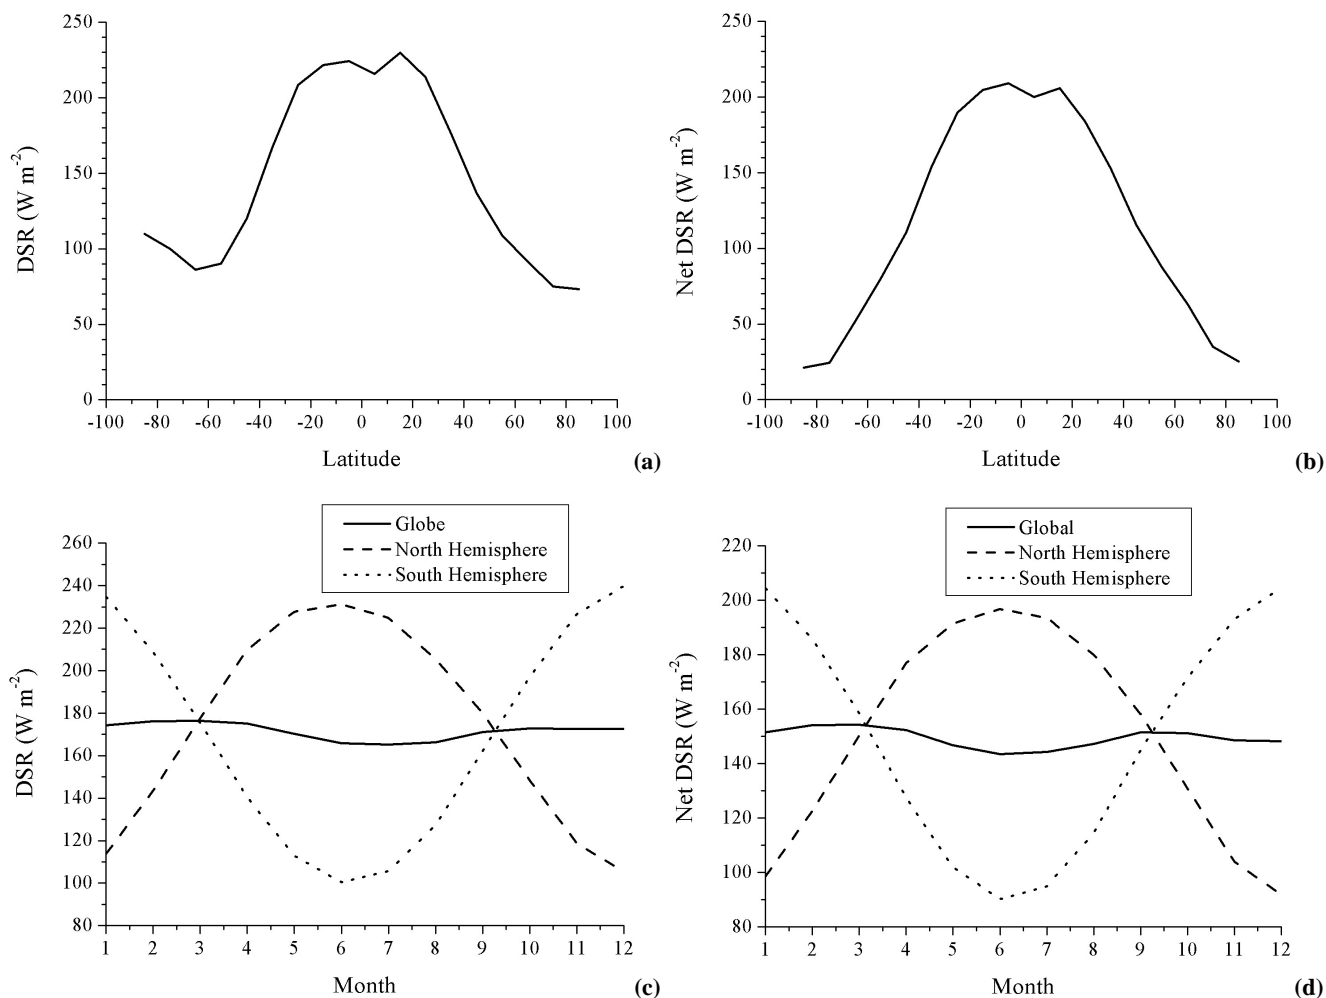 250
200
150
100
50
0
DSR (W m-2)
-100 -80 -60 -40 -20 0 20 40 60 80 100
Latitude
(a)
250
200
150
100
50
0
Net DSR (W m-2)
-100 -80 -60 -40 -20 0 20 40 60 80 100
Latitude
(b)
Globe
North Hemisphere
South Hemisphere
260
240
220
200
180
160
140
120
100
80
DSR (W m-2)
1 2 3 4 5 6 7 8 9 10 11 12
Month
(c)
Global
North Hemisphere
South Hemisphere
220
200
180
160
140
120
100
80
Net DSR (W m-2)
1 2 3 4 5 6 7 8 9 10 11 12
Month
(d)